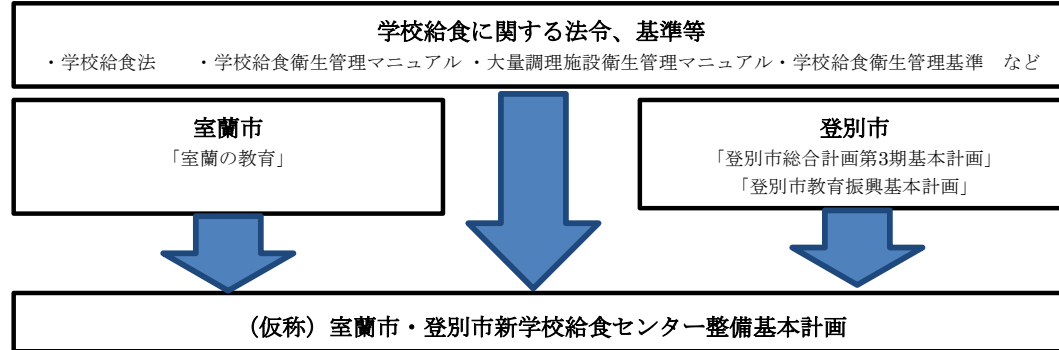 学校給食に関する法令、基準等
・学校給食法　　・学校給食衛生管理マニュアル ・大量調理施設衛生管理マニュアル・学校給食衛生管理基準　など
室蘭市
「室蘭の教育」
登別市
「登別市総合計画第3期基本計画」
「登別市教育振興基本計画」
（仮称）室蘭市・登別市新学校給食センター整備基本計画